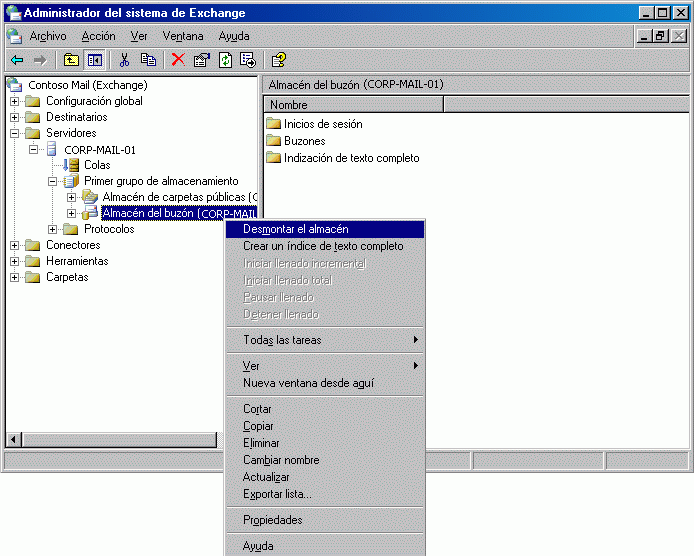 Administrador del sistema de Exchange
Archivo Acción Ver Ventana Ayuda
Contoso Mail (Exchange)
Configuración global
Destinatarios
Servidores
CORP-MAIL-01
Colas
Primer grupo de almacenamiento
Almacén de carpetas públicas (C
Almacén del buzón (CORP-MAIL
Protocolos
Conectores
Herramientas
Carpetas
Almacén del buzón (CORP-MAIL-01)
Nombre
Inicios de sesión
Buzones
Indización de texto completo
Desmontar el almacén
Crear un índice de texto completo
Iniciar llenado incremental
Iniciar llenado total
Pausar llenado
Detener llenado
Todas las tareas
Ver
Nueva ventana desde aquí
Cortar
Copiar
Eliminar
Cambiar nombre
Actualizar
Exportar lista...
Propiedades
Ayuda